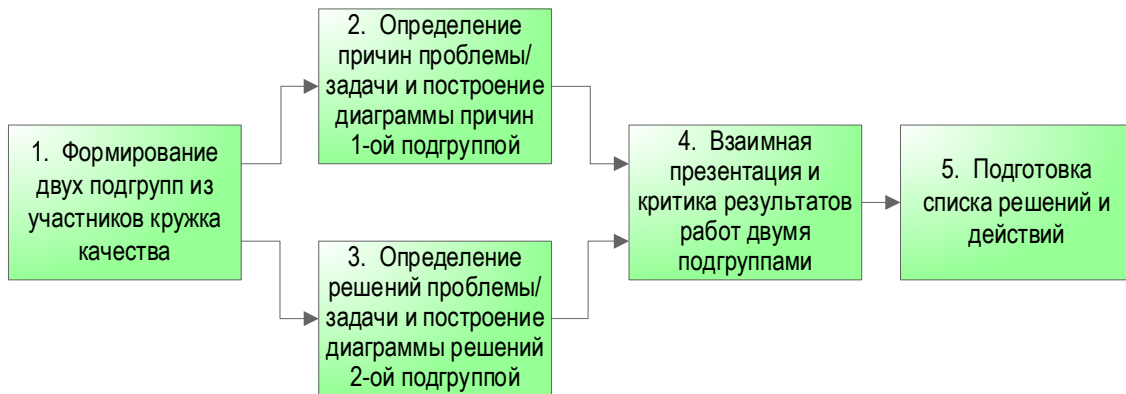 1. Формирование
двух подгрупп из
участников кружка
качества
2. Определение
причин проблемы/
задачи и построение
диаграммы причин
1-ой подгруппой
3. Определение
решений проблемы/
задачи и построение
диаграммы решений
2-ой подгруппой
4. Взаимная
презентация и
критика результатов
работ двумя
подгруппами
5. Подготовка
списка решений и
действий